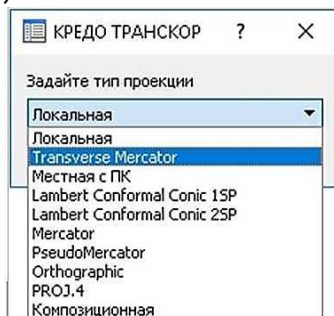 КРЕДО ТРАНСКОР ? ×
Задайте тип проекции
Локальная
Локальная
Transverse Mercator
Местная с ПК
Lambert Conformal Conic 1SP
Lambert Conformal Conic 2SP
Mercator
PseudoMercator
Orthographic
PROJ.4
Композиционная